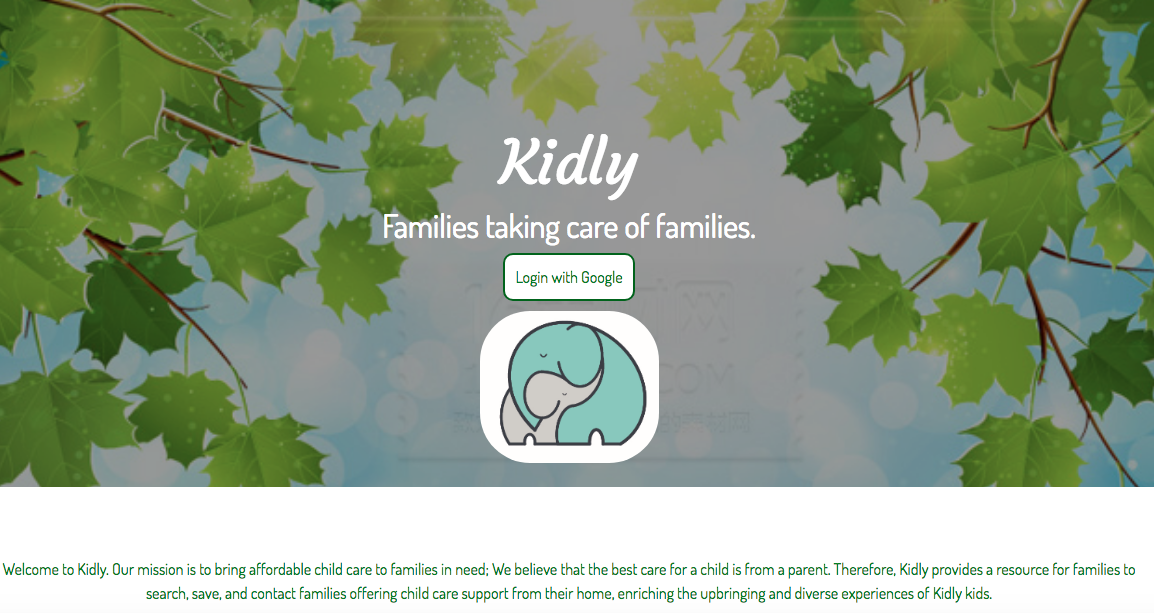 Kidly
Families taking care of families.
Login with Google
Welcome to Kidly. Our mission is to bring affordable child care to families in need; We believe that the best care for a child is from a parent. Therefore, Kidly provides a resource for families to
search, save, and contact families offering child care support from their home, enriching the upbringing and diverse experiences of Kidly kids.